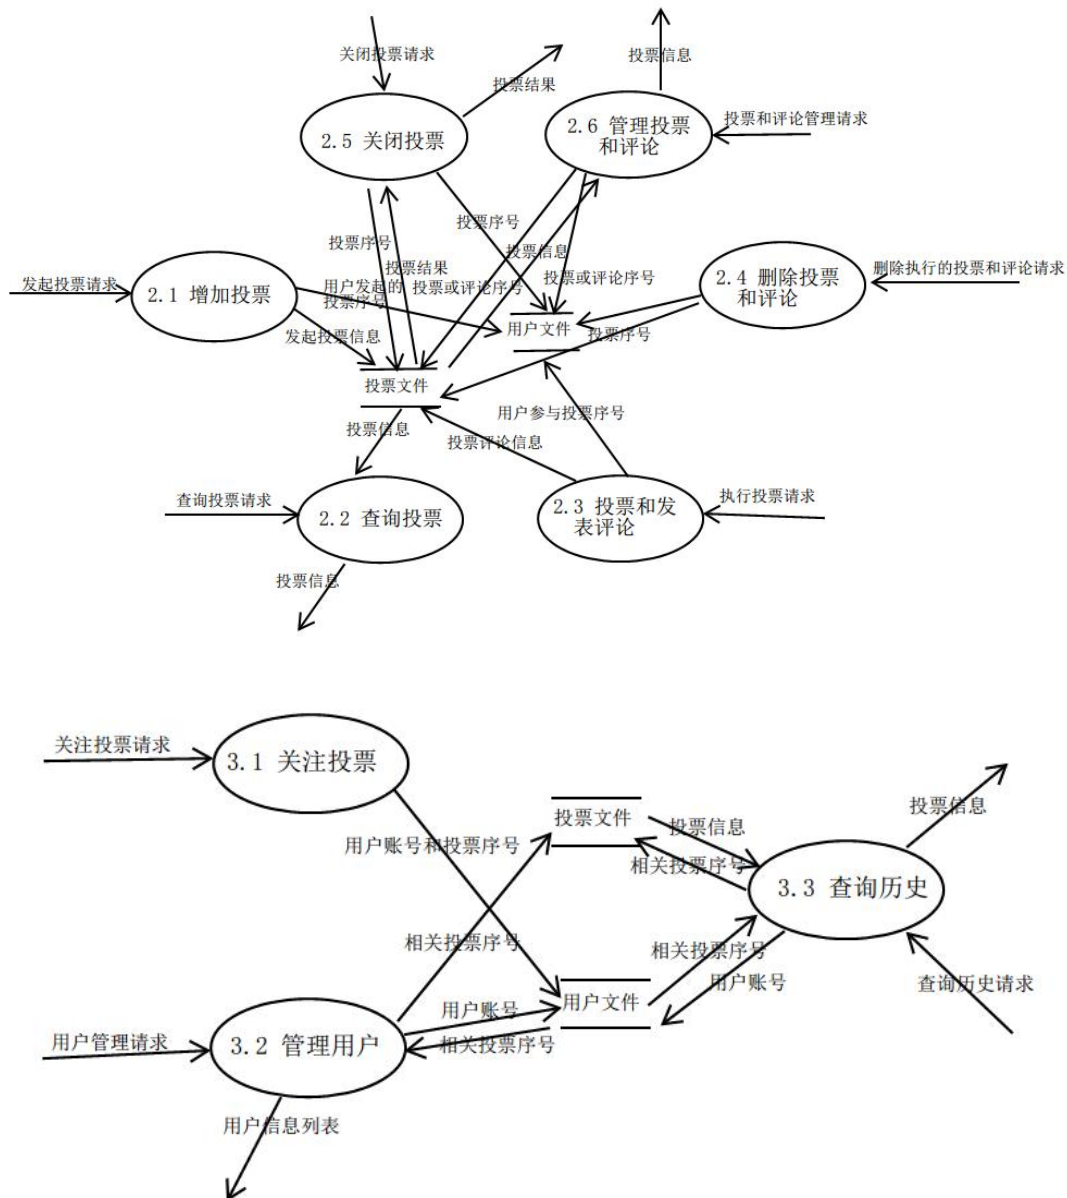 关闭投票请求
投票结果
投票信息
2.5 关闭投票
2.6 管理投票
和评论
投票和评论管理请求
投票序号
投票序号
投票信息
投票结果
发起投票请求
2.1 增加投票
用户发起的
投票序号
投票或评论序号
投票或评论序号
2.4 删除投票
和评论
删除执行的投票和评论请求
发起投票信息
用户文件
投票序号
投票文件
投票信息
用户参与投票序号
投票评论信息
查询投票请求
2.2 查询投票
2.3 投票和发
表评论
执行投票请求
投票信息
关注投票请求
3.1 关注投票
投票文件
投票信息
投票信息
用户账号和投票序号
相关投票序号
3.3 查询历史
相关投票序号
相关投票序号
用户账号
查询历史请求
用户文件
用户账号
用户管理请求
3.2 管理用户
相关投票序号
用户信息列表